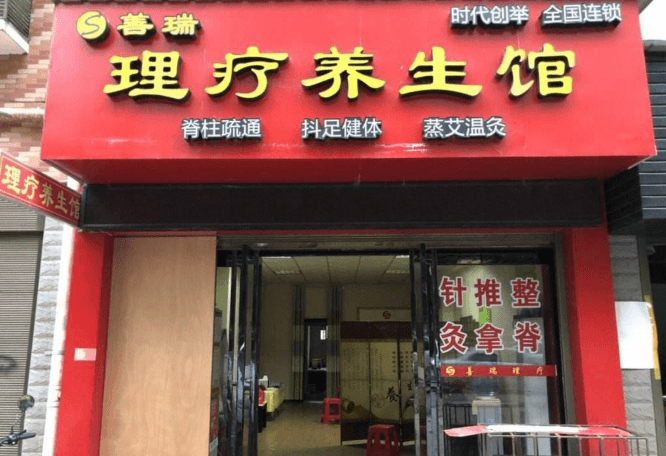 善瑞
时代创举 全国连锁
理疗养生馆
脊柱疏通 抖足健体 蒸艾温灸
理疗养生馆
针推整
灸拿脊
善瑞理疗